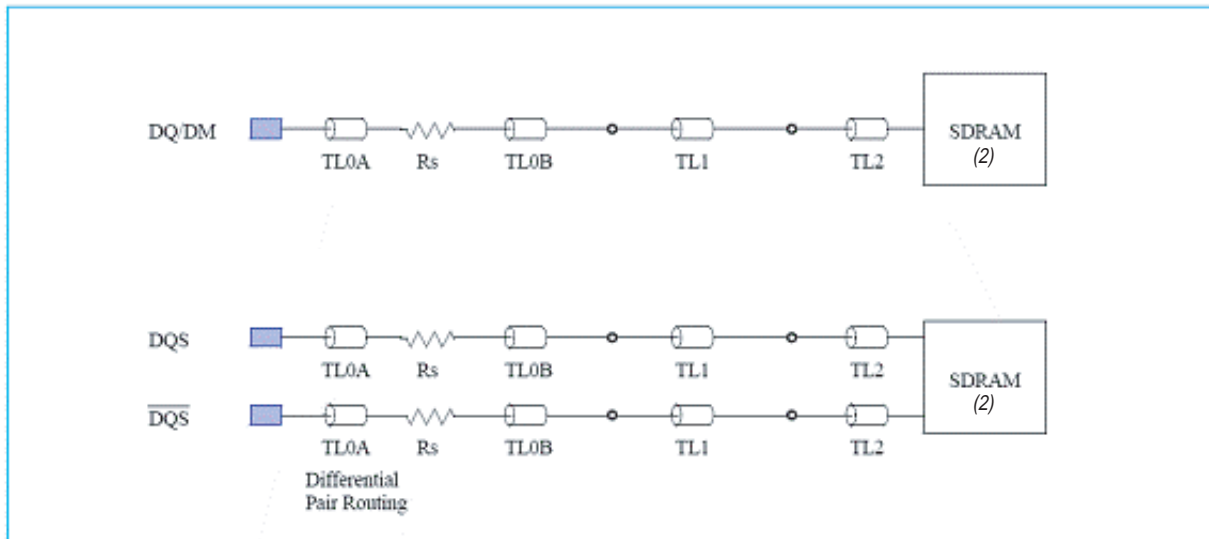 DQ/DM
SDRAM
(2)
TL0A Rs TL0B TL1 TL2
DQS
TL0A Rs TL0B TL1 TL2
SDRAM
(2)
D̅Q̅S̅
TL0A Rs TL0B TL1 TL2
Differential
Pair Routing